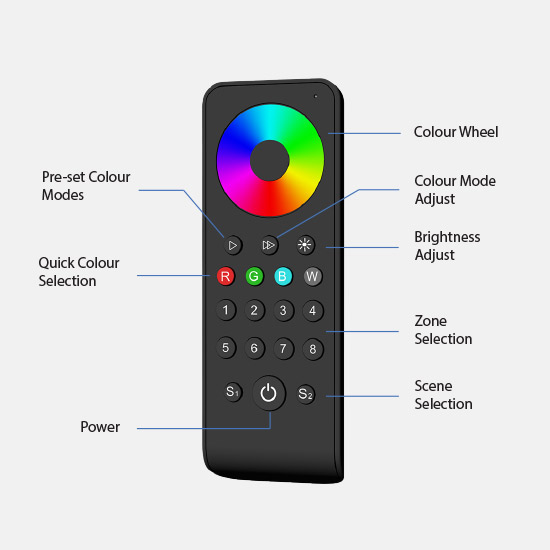 Colour Wheel
Pre-set Colour
Modes
Colour Mode
Adjust
Brightness
Adjust
Quick Colour
Selection
R G B W
1 2 3 4
Zone
Selection
5 6 7 8
S1 S2
Scene
Selection
Power